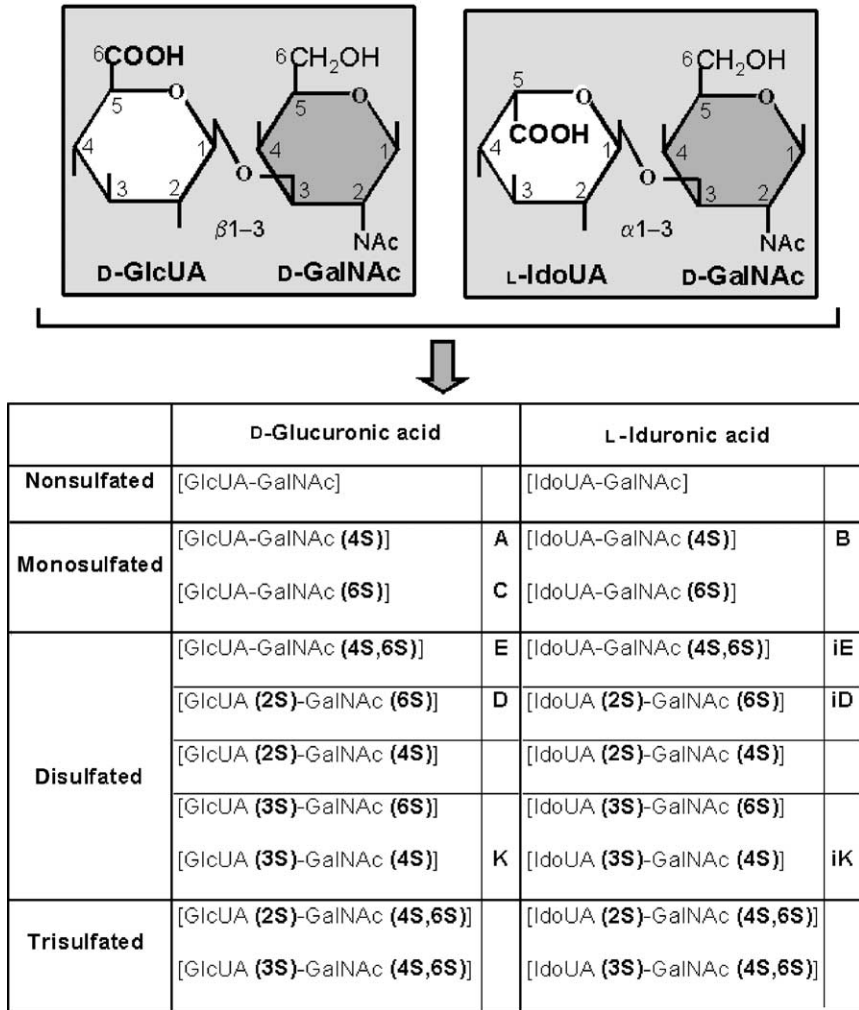 6COOH
5
O
4
1
3
2
O
β1–3
D-GlcUA
6CH2OH
5
O
4
1
3
2
NAc
D-GalNAc
5
O
COOH
4
1
3
2
O
α1–3
L-IdoUA
6CH2OH
5
O
4
1
3
2
NAc
D-GalNAc
D-Glucuronic acid L-Iduronic acid
Nonsulfated [GlcUA-GalNAc] [IdoUA-GalNAc]
Monosulfated
[GlcUA-GalNAc (4S)] A [IdoUA-GalNAc (4S)] B
[GlcUA-GalNAc (6S)] C [IdoUA-GalNAc (6S)]
Disulfated
[GlcUA-GalNAc (4S,6S)] E [IdoUA-GalNAc (4S,6S)] iE
[GlcUA (2S)-GalNAc (6S)] D [IdoUA (2S)-GalNAc (6S)] iD
[GlcUA (2S)-GalNAc (4S)] [IdoUA (2S)-GalNAc (4S)]
[GlcUA (3S)-GalNAc (6S)] [IdoUA (3S)-GalNAc (6S)]
[GlcUA (3S)-GalNAc (4S)] K [IdoUA (3S)-GalNAc (4S)] iK
Trisulfated
[GlcUA (2S)-GalNAc (4S,6S)] [IdoUA (2S)-GalNAc (4S,6S)]
[GlcUA (3S)-GalNAc (4S,6S)] [IdoUA (3S)-GalNAc (4S,6S)]